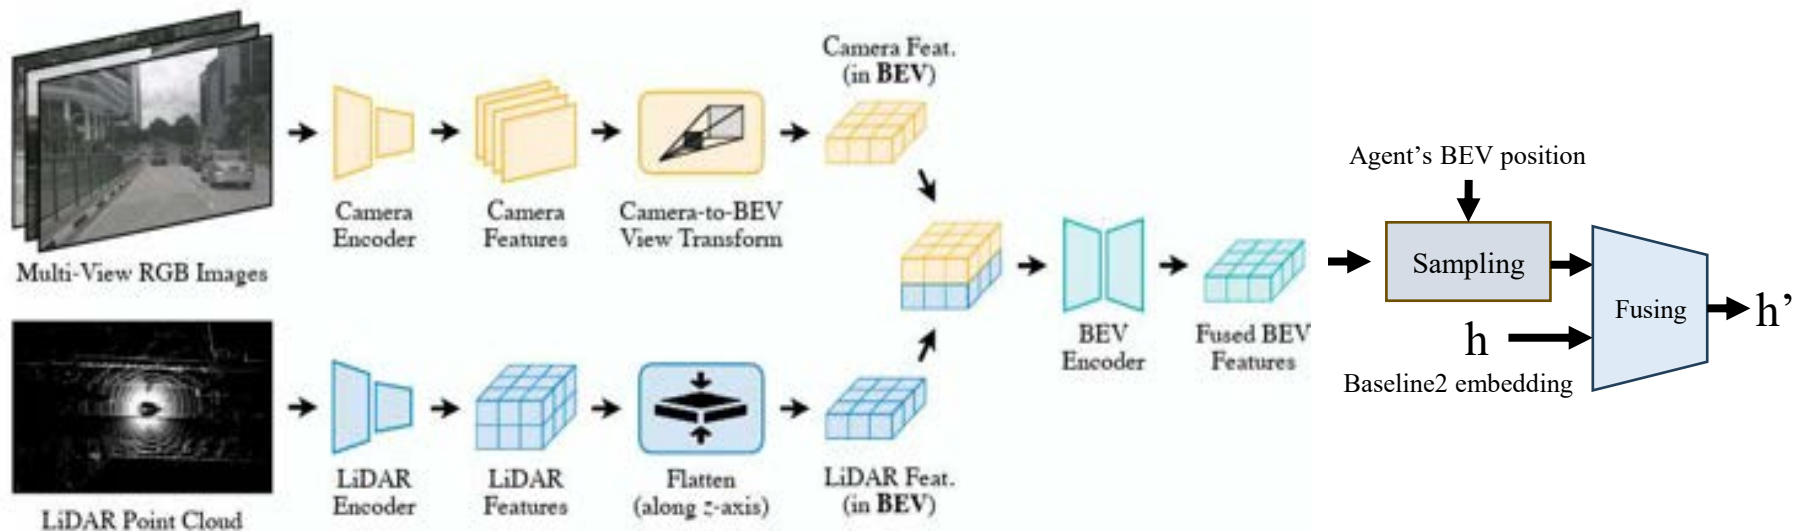 Multi-View RGB Images
Camera
Encoder
Camera
Features
Camera-to-BEV
View Transform
Camera Feat.
(in BEV)
LiDAR Point Cloud
LiDAR
Encoder
LiDAR
Features
Flatten
(along z-axis)
LiDAR Feat.
(in BEV)
BEV
Encoder
Fused BEV
Features
Agent’s BEV position
Sampling
h
Baseline2 embedding
Fusing
h’